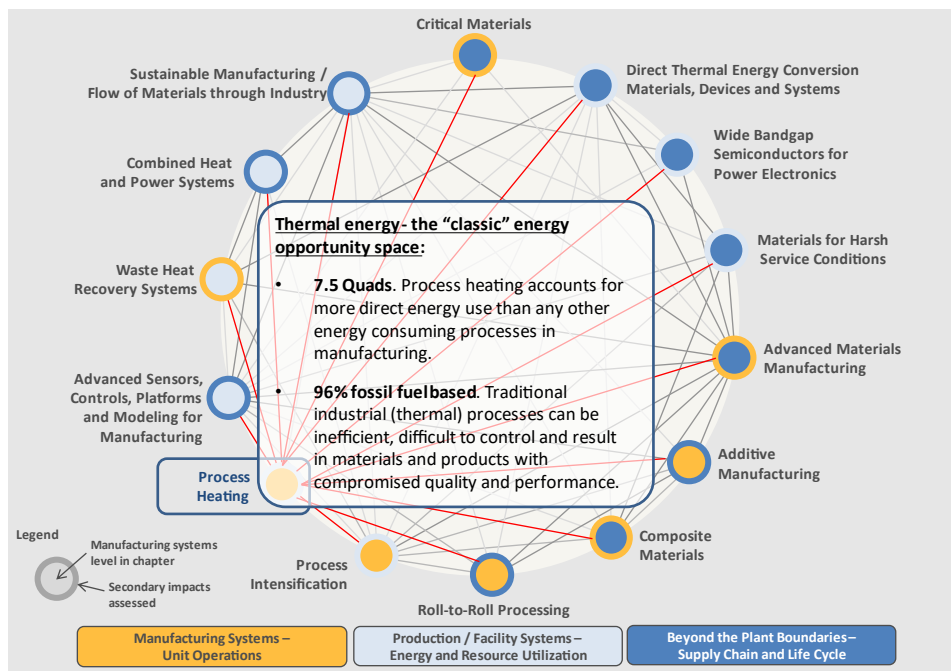 Critical Materials
Sustainable Manufacturing /
Flow of Materials through Industry
Direct Thermal Energy Conversion
Materials, Devices and Systems
Combined Heat
and Power Systems
Wide Bandgap
Semiconductors for
Power Electronics
Waste Heat
Recovery Systems
Materials for Harsh
Service Conditions
Thermal energy - the “classic” energy
opportunity space:
• 7.5 Quads. Process heating accounts for
more direct energy use than any other
energy consuming processes in
manufacturing.
• 96% fossil fuel based. Traditional
industrial (thermal) processes can be
inefficient, difficult to control and result
in materials and products with
compromised quality and performance.
Advanced Sensors,
Controls, Platforms
and Modeling for
Manufacturing
Advanced Materials
Manufacturing
Process
Heating
Additive
Manufacturing
Process
Intensification
Composite
Materials
Roll-to-Roll Processing
Legend
Manufacturing systems
level in chapter
Secondary impacts
assessed
Manufacturing Systems –
Unit Operations
Production / Facility Systems –
Energy and Resource Utilization
Beyond the Plant Boundaries –
Supply Chain and Life Cycle